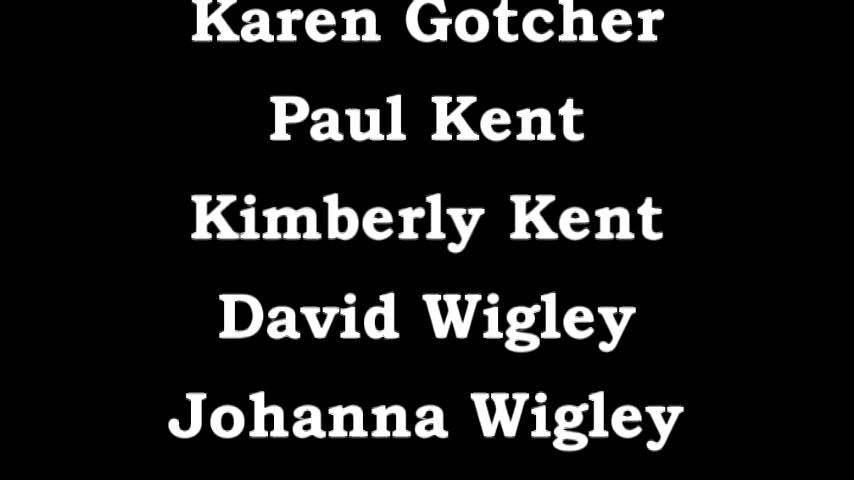 Karen Gotcher
Paul Kent
Kimberly Kent
David Wigley
Johanna Wigley